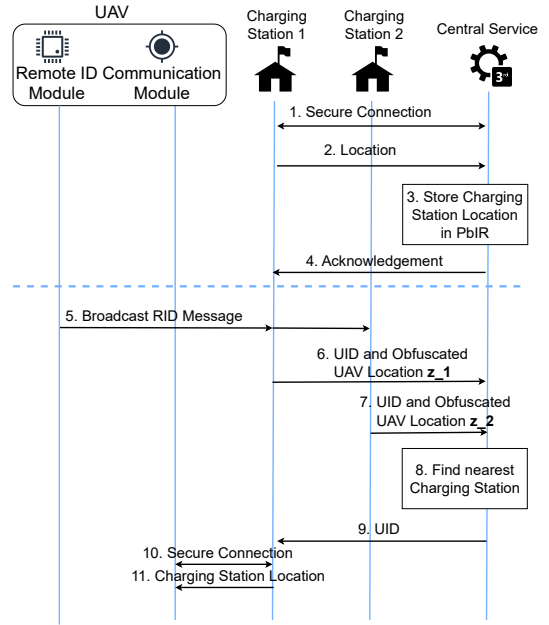 UAV
Remote ID
Module
Communication
Module
Charging
Station 1
Charging
Station 2
Central Service
3rd
1. Secure Connection
2. Location
3. Store Charging
Station Location
in PbIR
4. Acknowledgement
5. Broadcast RID Message
6. UID and Obfuscated
UAV Location z_1
7. UID and Obfuscated
UAV Location z_2
8. Find nearest
Charging Station
9. UID
10. Secure Connection
11. Charging Station Location